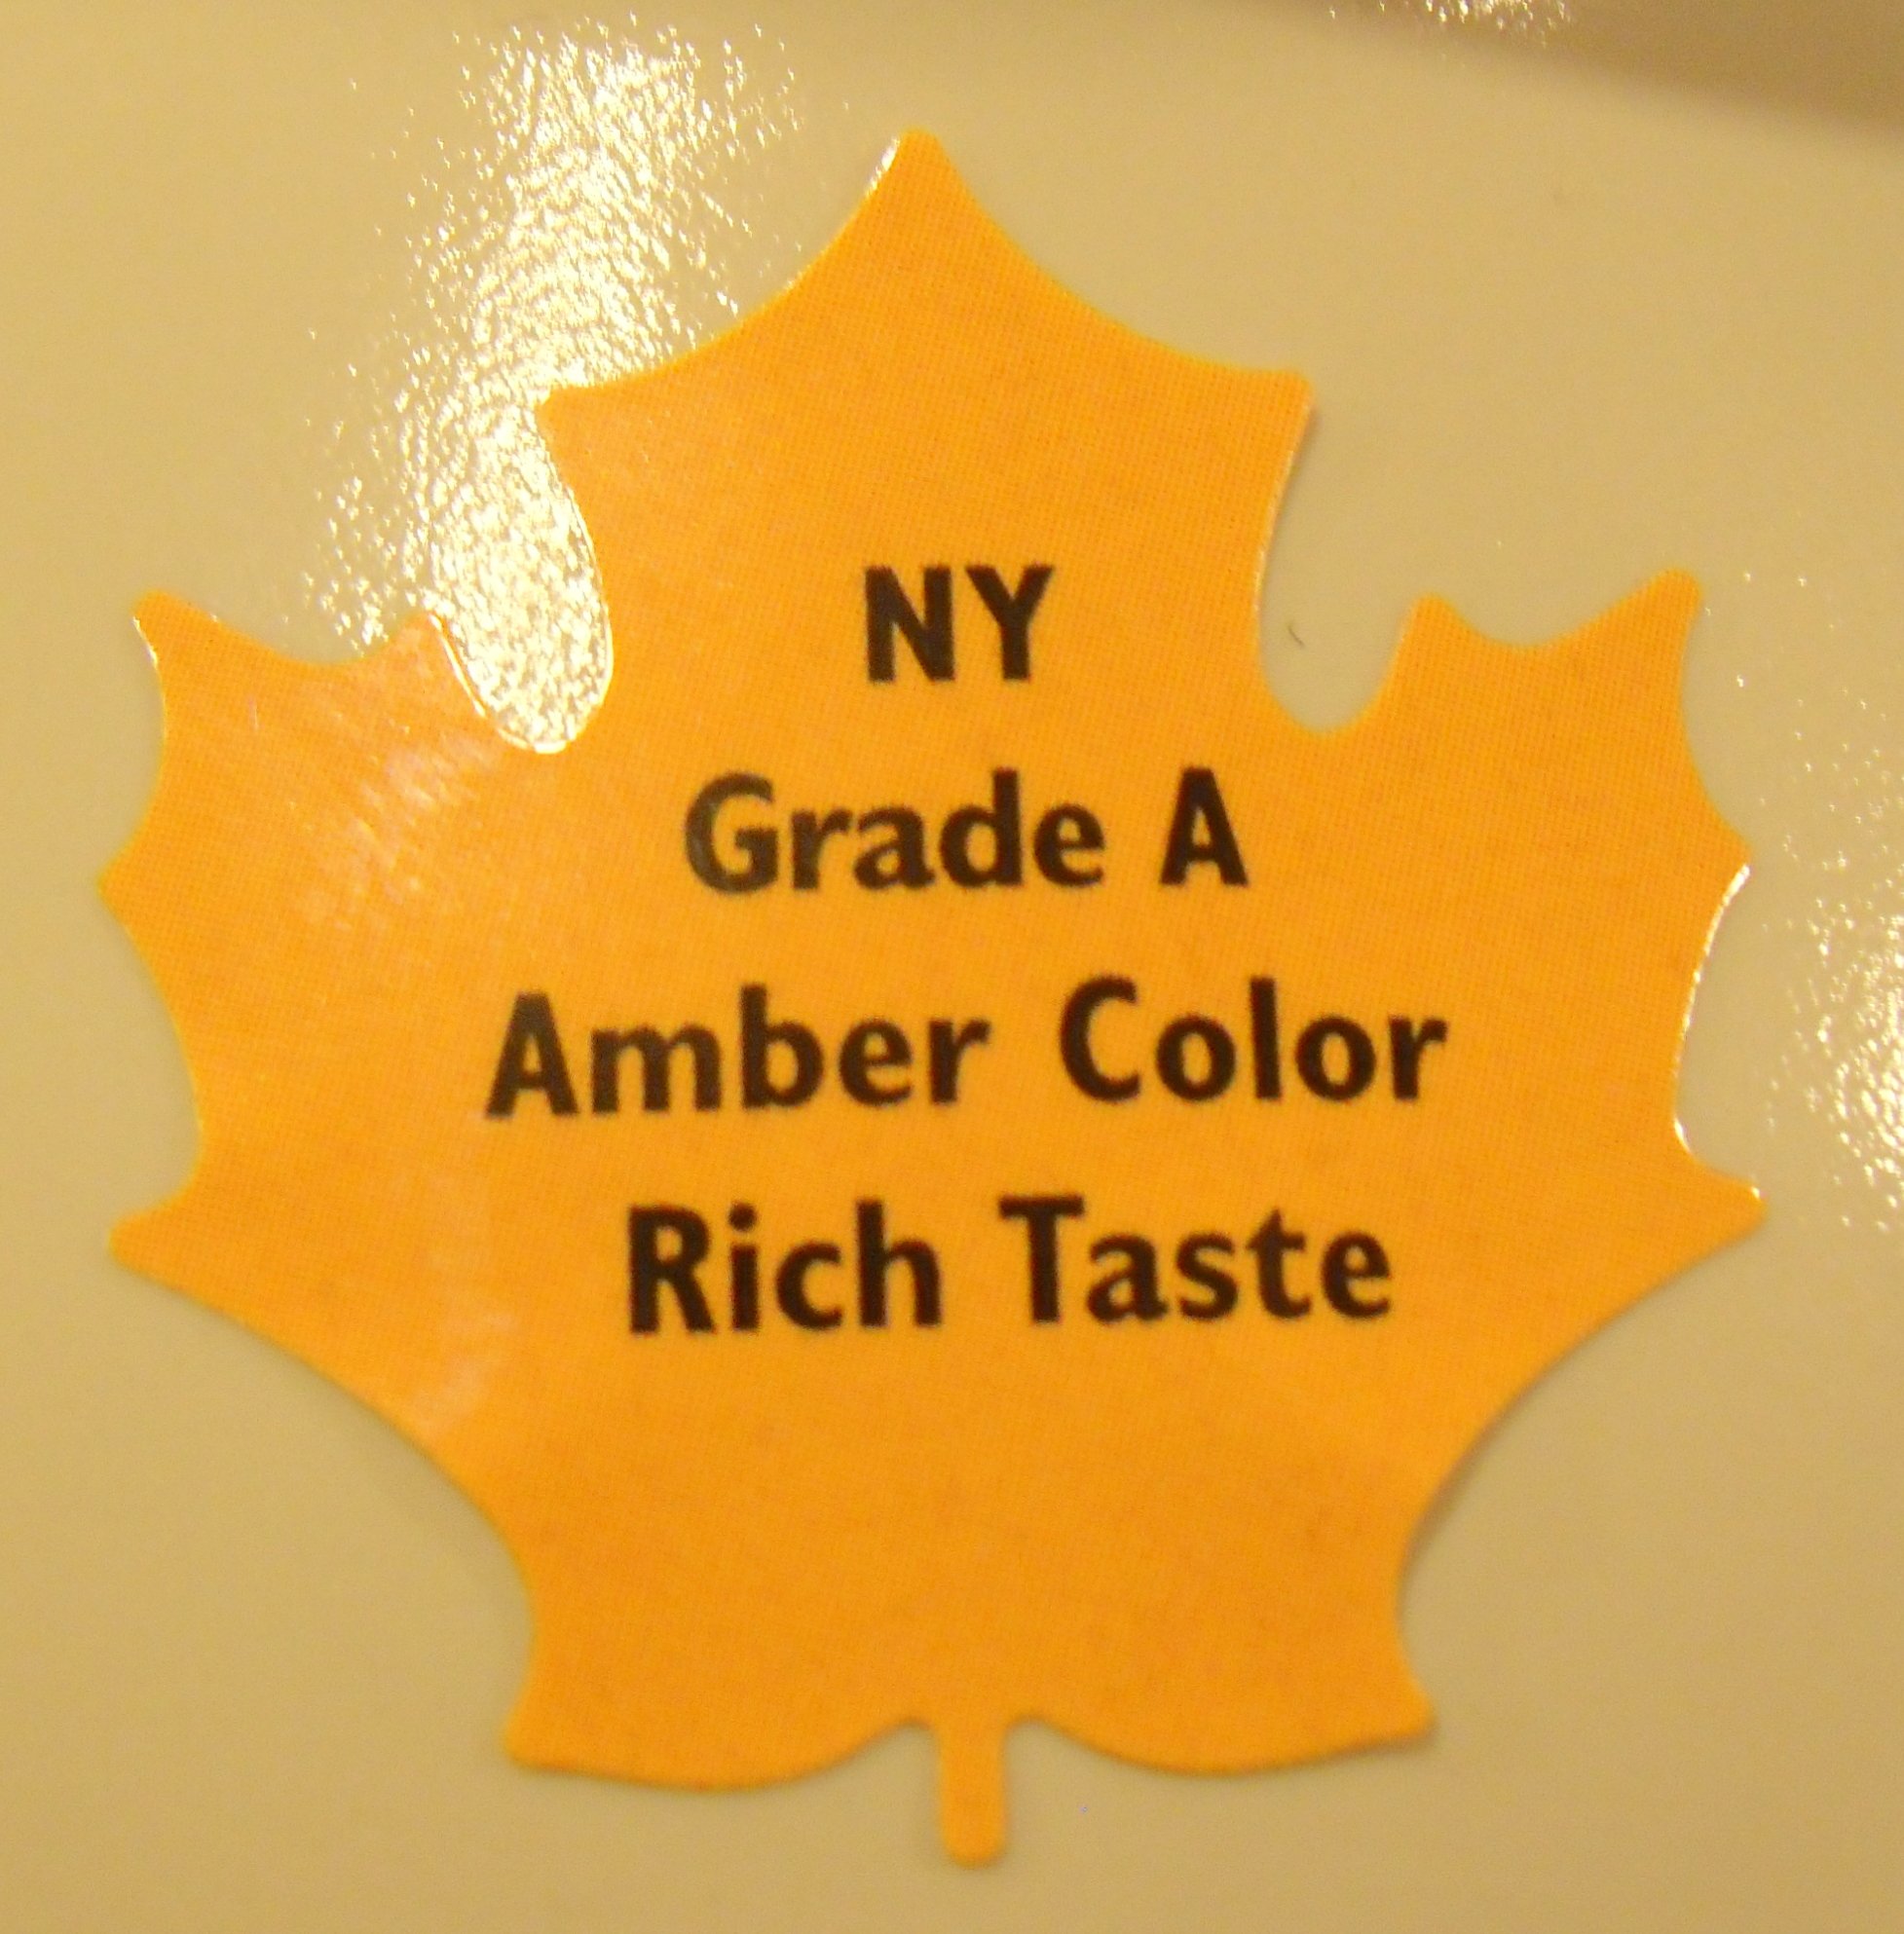 NY
Grade A
Amber Color
Rich Taste